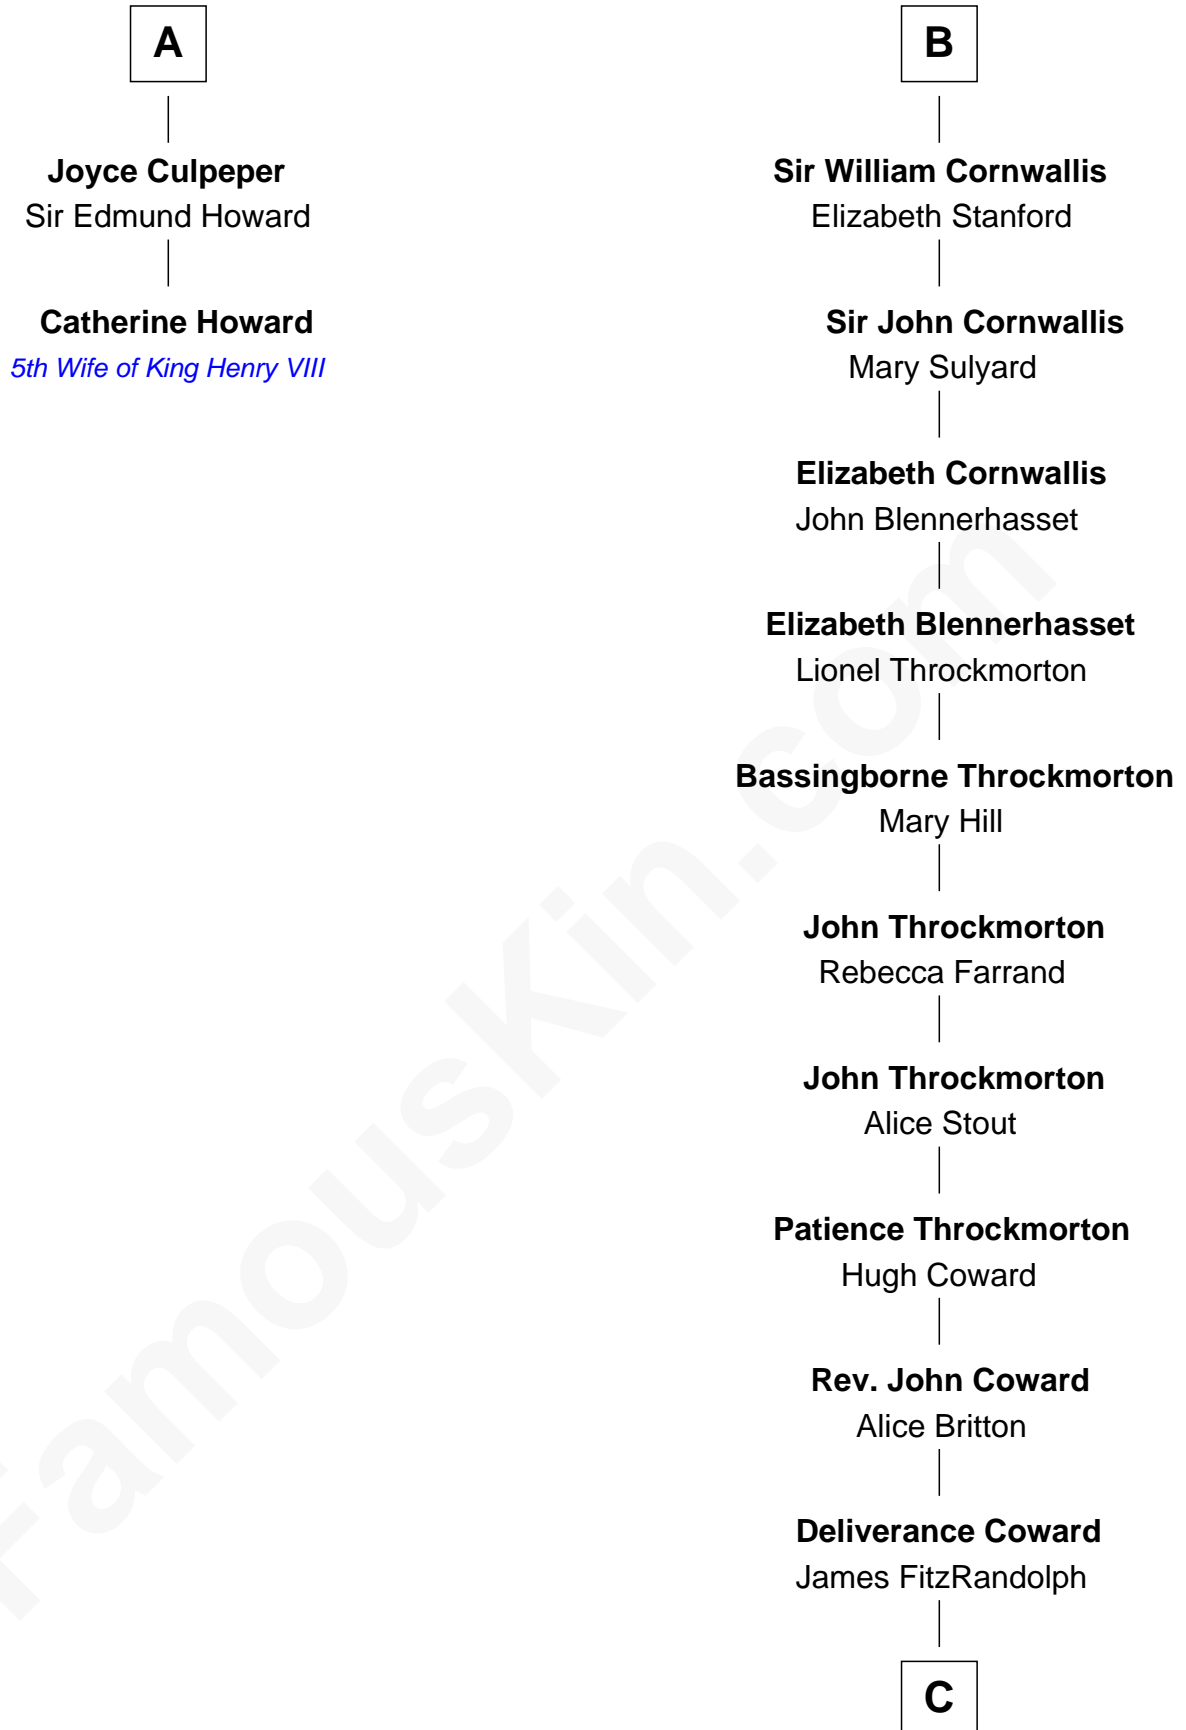 A
Joyce Culpeper
Sir Edmund Howard
Catherine Howard
5th Wife of King Henry VIII
B
Sir William Cornwallis
Elizabeth Stanford
Sir John Cornwallis
Mary Sulyard
Elizabeth Cornwallis
John Blennerhasset
Elizabeth Blennerhasset
Lionel Throckmorton
Bassingborne Throckmorton
Mary Hill
John Throckmorton
Rebecca Farrand
John Throckmorton
Alice Stout
Patience Throckmorton
Hugh Coward
Rev. John Coward
Alice Britton
Deliverance Coward
James FitzRandolph
C
FamousKin.com